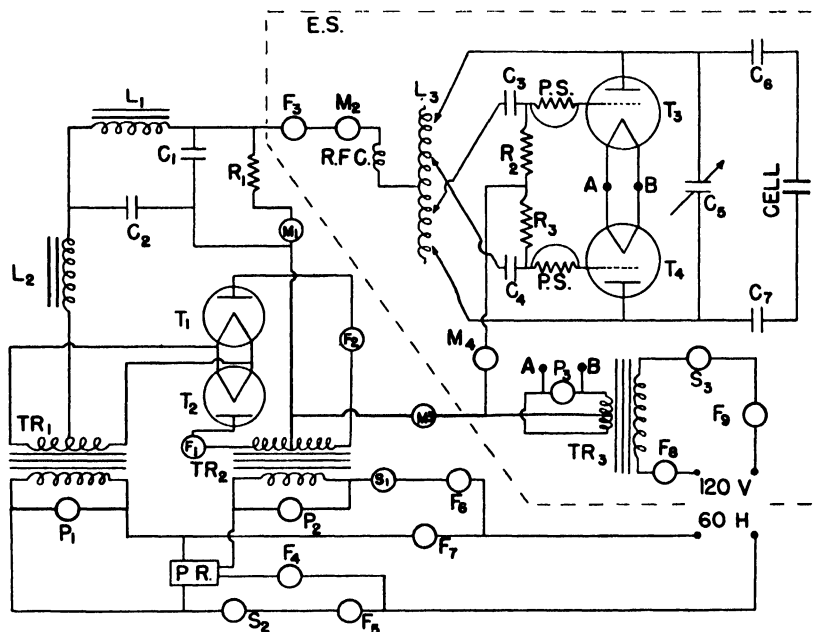 E.S.
L₁
F₃
M₂
L₃
C₃
P.S.
T₃
C₆
C₁
R₁
R.F.C.
R₂
A
B
C₅
CELL
C₂
M₁
R₃
L₂
C₄
P.S.
T₄
C₇
T₁
F₂
M₄
A
P₃
B
S₃
T₂
F₉
TR₁
F₁
TR₂
M₃
TR₃
F₈
120 V
S₁
F₆
60 H
P₁
P₂
F₇
P.R.
F₄
S₂
F₅